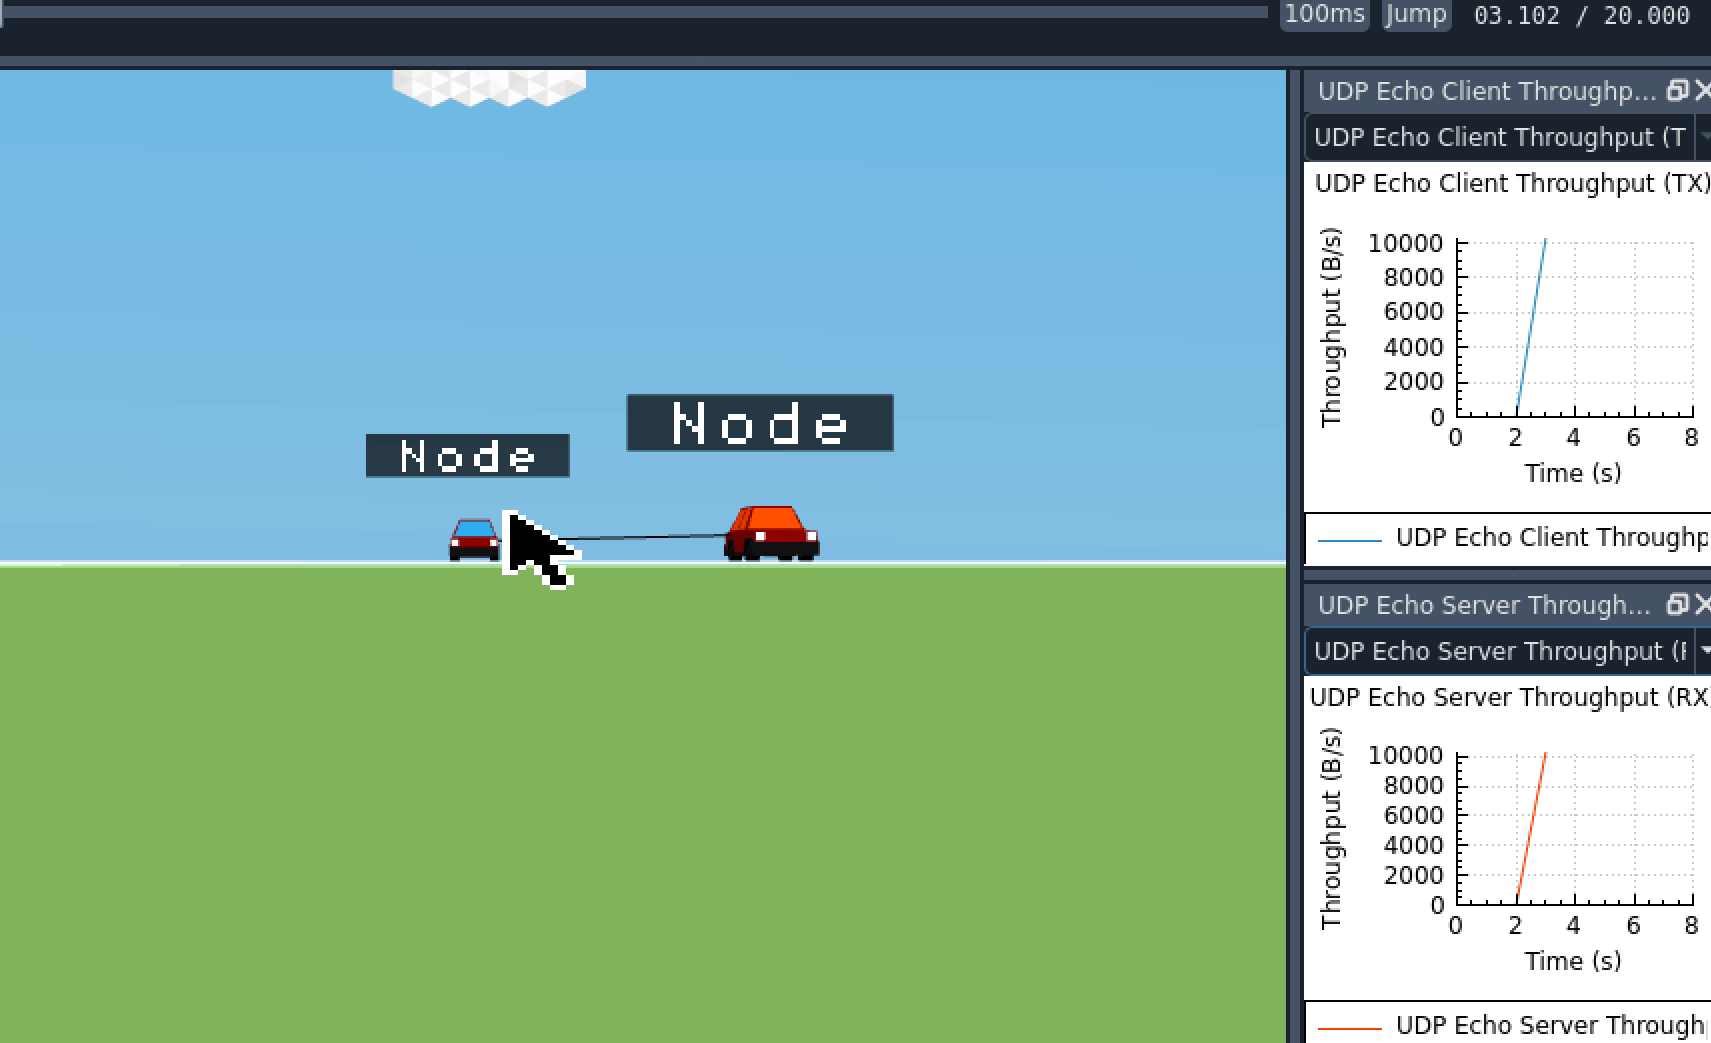 100ms Jump 03.102 / 20.000
UDP Echo Client Throughp...
UDP Echo Client Throughput (T
UDP Echo Client Throughput (TX)
Throughput (B/s)
10000
8000
6000
4000
2000
0
0 2 4 6 8
Time (s)
UDP Echo Client Throughp
Node
Node
UDP Echo Server Through...
UDP Echo Server Throughput (R
UDP Echo Server Throughput (RX)
Throughput (B/s)
10000
8000
6000
4000
2000
0
0 2 4 6 8
Time (s)
UDP Echo Server Through